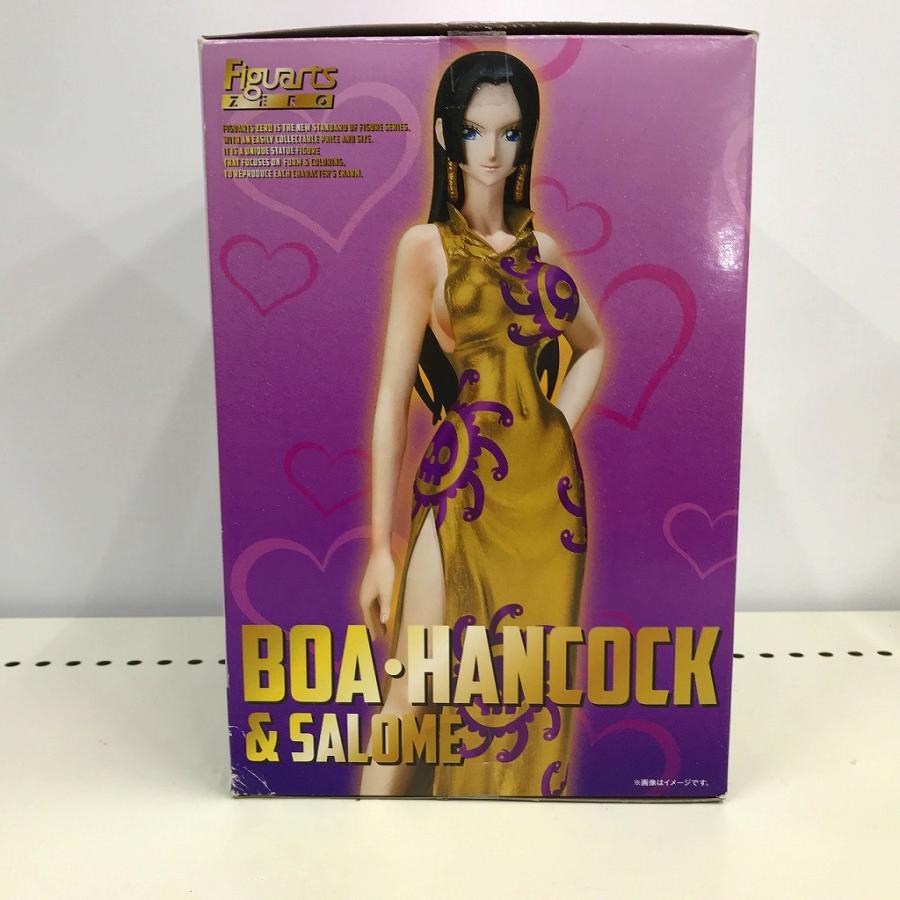 Figuarts
ZERO
FIGUARTS ZERO IS THE NEW STANDARD OF FIGURE SERIES,
WITH AN EASILY COLLECTABLE PRICE AND SIZE.
IT IS A UNIQUE STATUE FIGURE
THAT FOCUSES ON FORM & COLORING,
TO REPRODUCE EACH CHARACTER'S CHARM.
BOA・HANCOCK
& SALOME
※画像はイメージです。